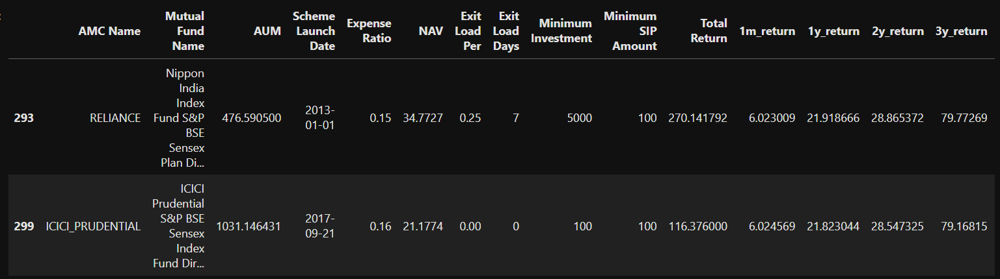 AMC Name Mutual Fund Name AUM Scheme Launch Date Expense Ratio NAV Exit Load Per Exit Load Days Minimum Investment Minimum SIP Amount Total Return 1m_return 1y_return 2y_return 3y_return
293 RELIANCE Nippon India Index Fund S&P BSE Sensex Plan Di... 476.590500 2013-01-01 0.15 34.7727 0.25 7 5000 100 270.141792 6.023009 21.918666 28.865372 79.77269
299 ICICI_PRUDENTIAL ICICI Prudential S&P BSE Sensex Index Fund Dir... 1031.146431 2017-09-21 0.16 21.1774 0.00 0 100 100 116.376000 6.024569 21.823044 28.547325 79.16815